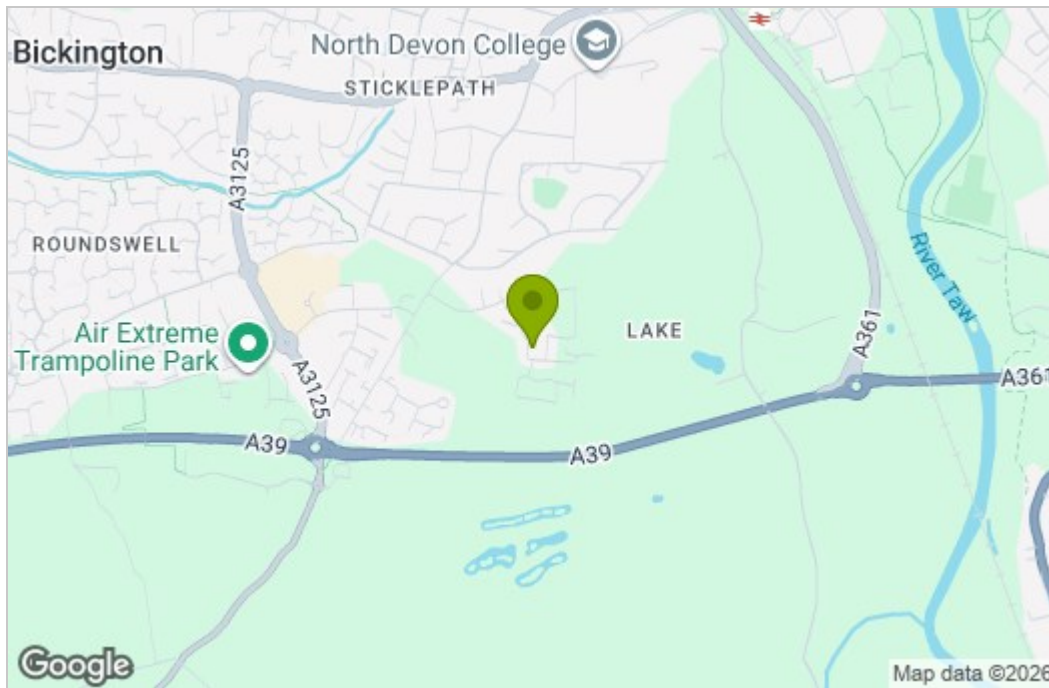 Bickington
North Devon College
STICKLEPATH
A3125
ROUNDSWELL
River Taw
Air Extreme
Trampoline Park
LAKE
A361
A361
A3125
A39
A39
Google
Map data ©2026